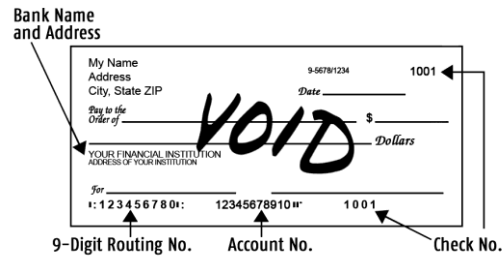 Bank Name
and Address
My Name
Address
City, State ZIP
9-5678/1234
1001
Date
Pay to the
Order of
$
Dollars
VOID
YOUR FINANCIAL INSTITUTION
ADDRESS OF YOUR INSTITUTION
For
⑆123456780⑆ 12345678910⑈ 1001
9-Digit Routing No.
Account No.
Check No.